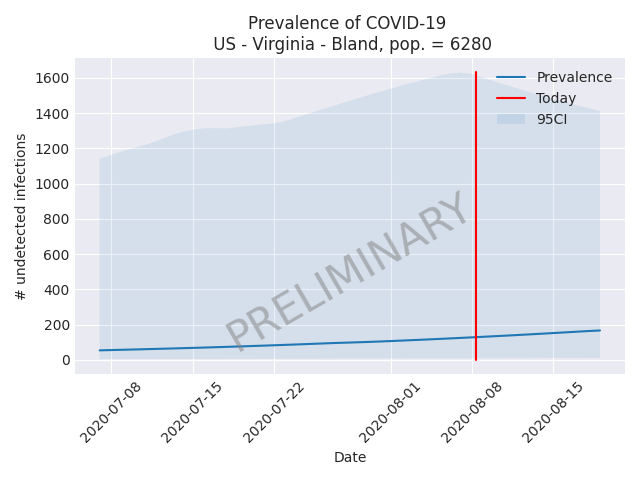 Prevalence of COVID-19
US - Virginia - Bland, pop. = 6280
Prevalence
Today
95CI
1600
1400
1200
1000
800
600
400
200
0
# undetected infections
PRELIMINARY
2020-07-08
2020-07-15
2020-07-22
2020-08-01
2020-08-08
2020-08-15
Date